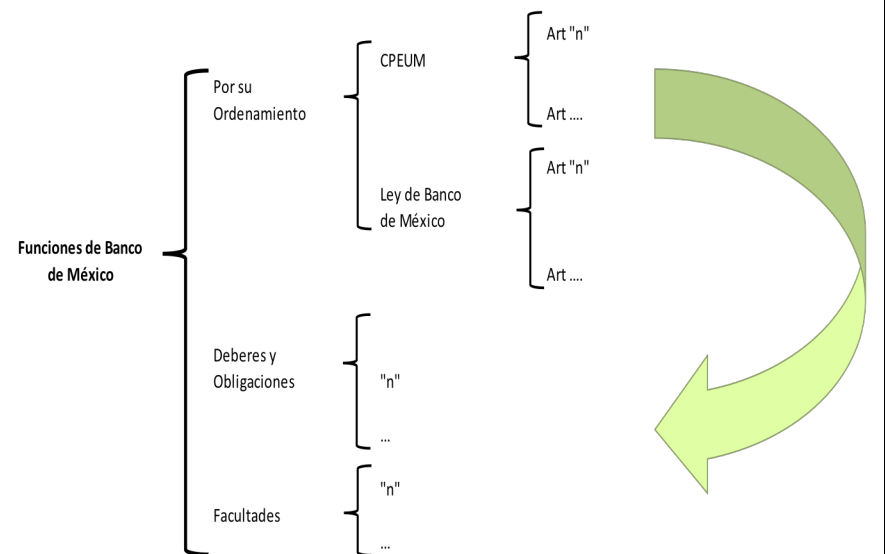 Funciones de Banco
de México
Por su
Ordenamiento
CPEUM
Art "n"
Art ....
Ley de Banco
de México
Art "n"
Art ....
Deberes y
Obligaciones
"n"
...
Facultades
"n"
...